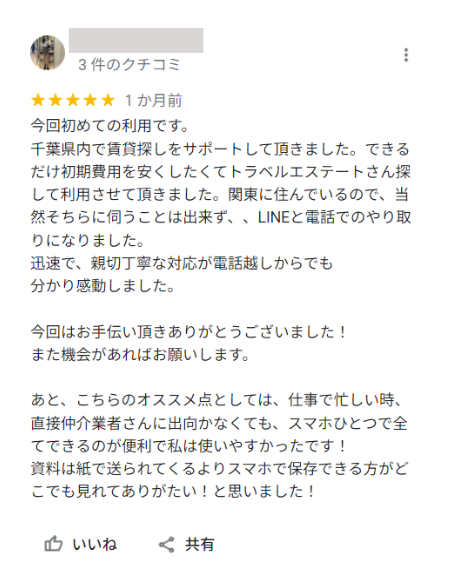 3 件のクチコミ
★★★★★ 1 か月前
今回初めての利用です。
千葉県内で賃貸探しをサポートして頂きました。できる
だけ初期費用を安くしたくてトラベルエステートさん探
して利用させて頂きました。関東に住んでいるので、当
然そちらに伺うことは出来ず、、LINEと電話でのやり取
りになりました。
迅速で、親切丁寧な対応が電話越しからでも
分かり感動しました。
今回はお手伝い頂きありがとうございました！
また機会があればお願いします。
あと、こちらのオススメ点としては、仕事で忙しい時、
直接仲介業者さんに出向かなくても、スマホひとつで全
てできるのが便利で私は使いやすかったです！
資料は紙で送られてくるよりスマホで保存できる方がど
こでも見れてありがたい！と思いました！
いいね 共有